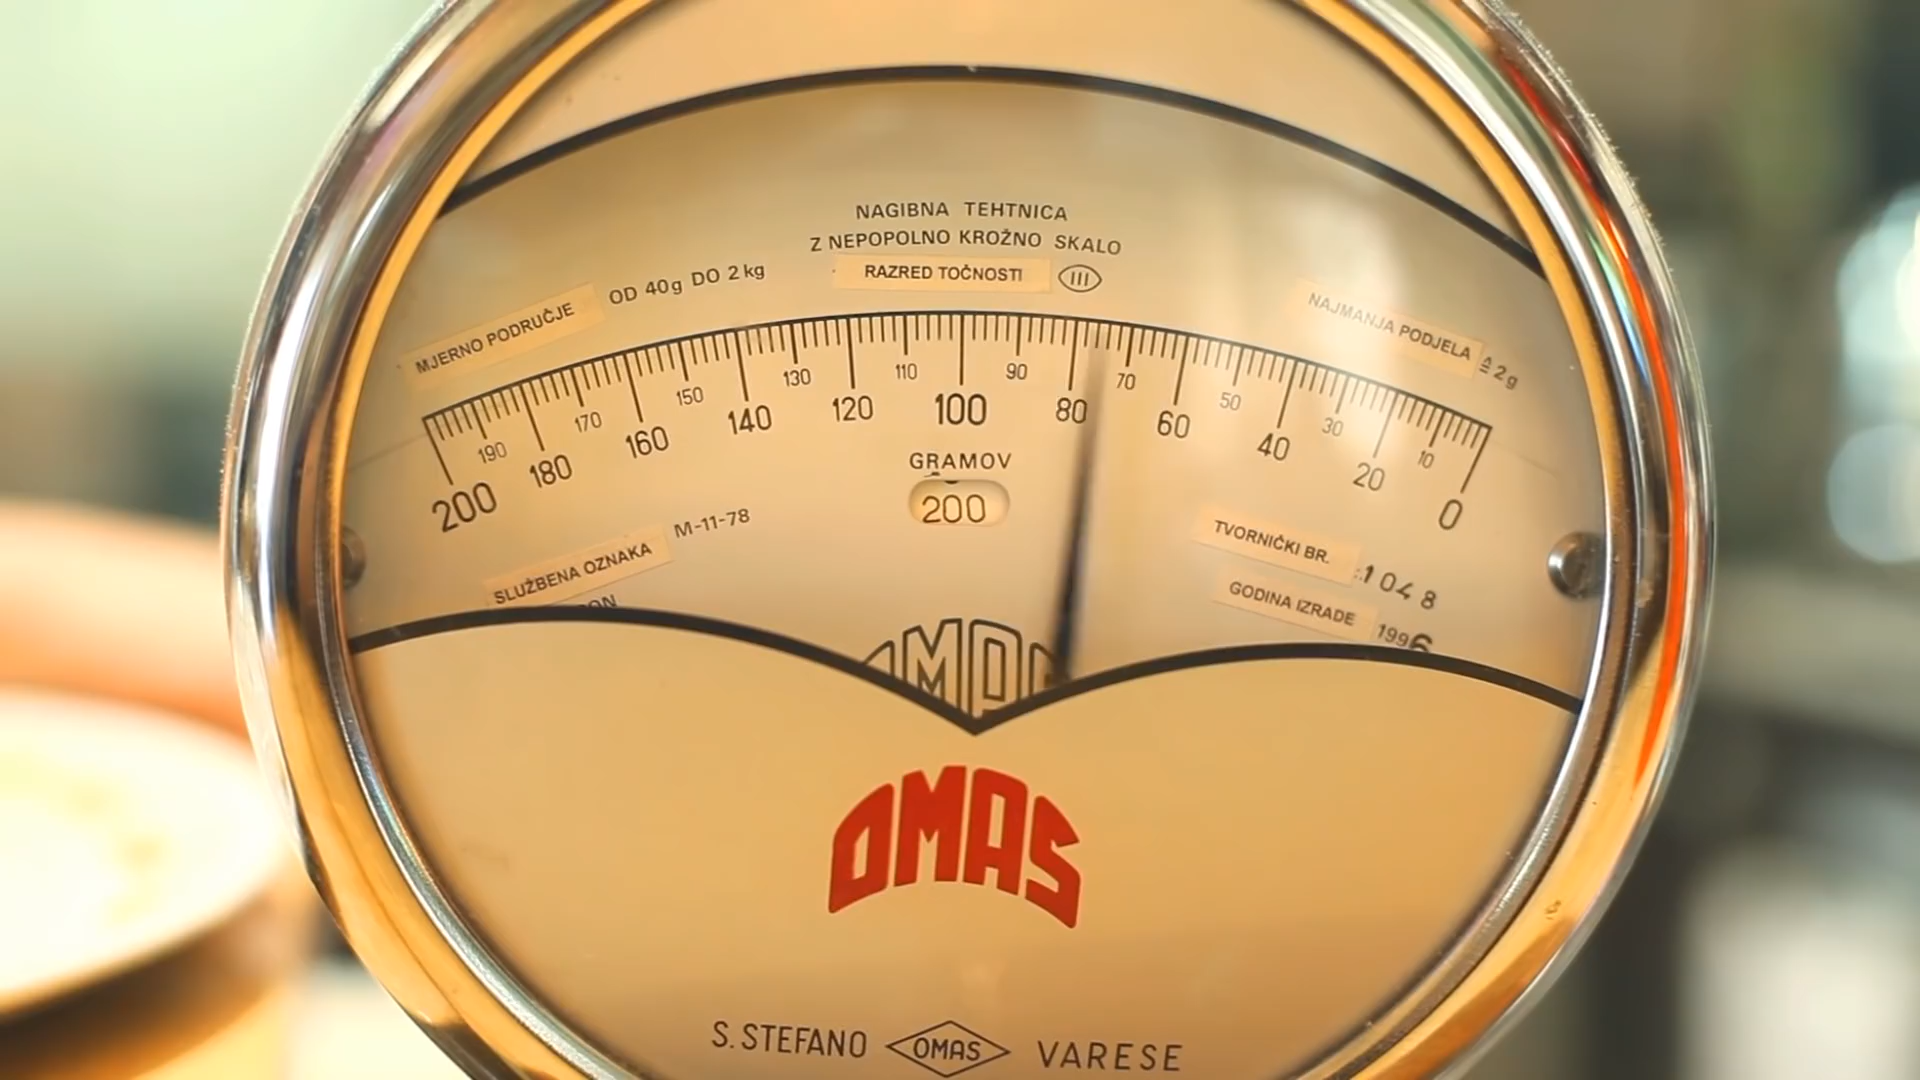 NAGIBNA TEHTNICA
Z NEPOPOLNO KROŽNO SKALO
RAZRED TOČNOSTI III
MJERNO PODRUČJE OD 40g DO 2 kg
NAJMANJA PODJELA ≙ 2g
200 190 180 170 160 150 140 130 120 110 100 90 80 70 60 50 40 30 20 10 0
GRAMOV
200
SLUŽBENA OZNAKA M-11-78
TVORNIČKI BR. 1048
GODINA IZRADE 1996
OMAS
S. STEFANO OMAS VARESE